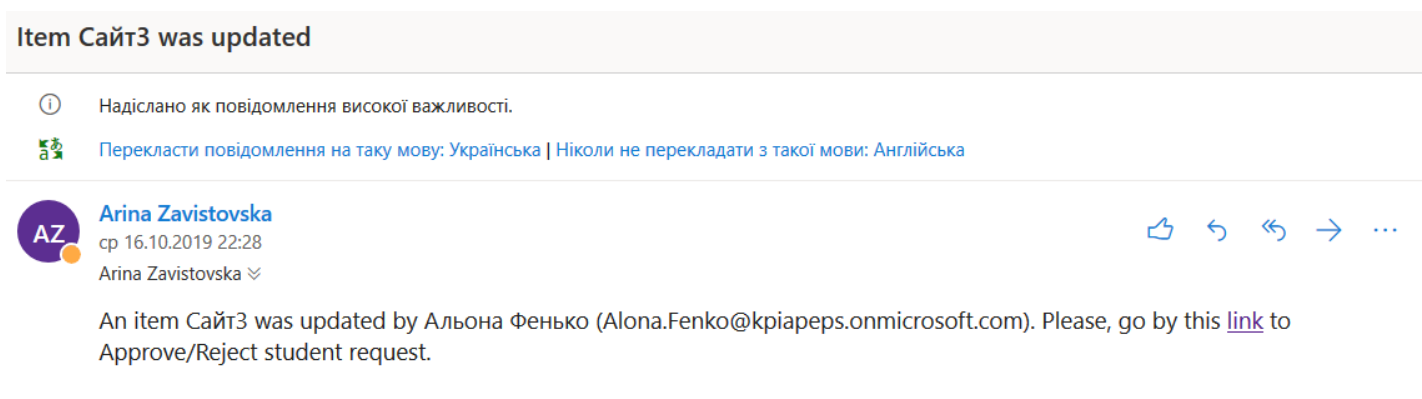 Item Сайт3 was updated
Надіслано як повідомлення високої важливості.
Перекласти повідомлення на таку мову: Українська | Ніколи не перекладати з такої мови: Англійська
AZ
Arina Zavistovska
ср 16.10.2019 22:28
Arina Zavistovska
An item Сайт3 was updated by Альона Фенько (Alona.Fenko@kpiapeps.onmicrosoft.com). Please, go by this link to
Approve/Reject student request.